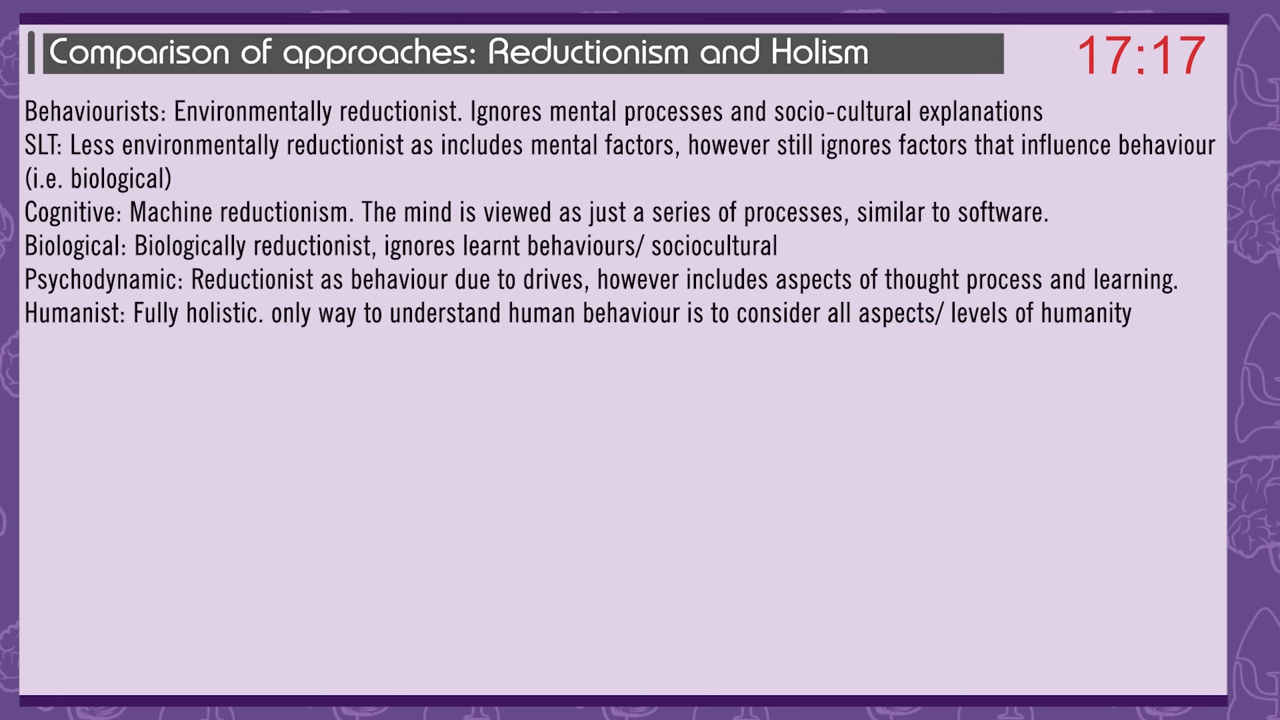 Comparison of approaches: Reductionism and Holism
17:17
Behaviourists: Environmentally reductionist. Ignores mental processes and socio-cultural explanations
SLT: Less environmentally reductionist as includes mental factors, however still ignores factors that influence behaviour
(i.e. biological)
Cognitive: Machine reductionism. The mind is viewed as just a series of processes, similar to software.
Biological: Biologically reductionist, ignores learnt behaviours/ sociocultural
Psychodynamic: Reductionist as behaviour due to drives, however includes aspects of thought process and learning.
Humanist: Fully holistic. only way to understand human behaviour is to consider all aspects/ levels of humanity